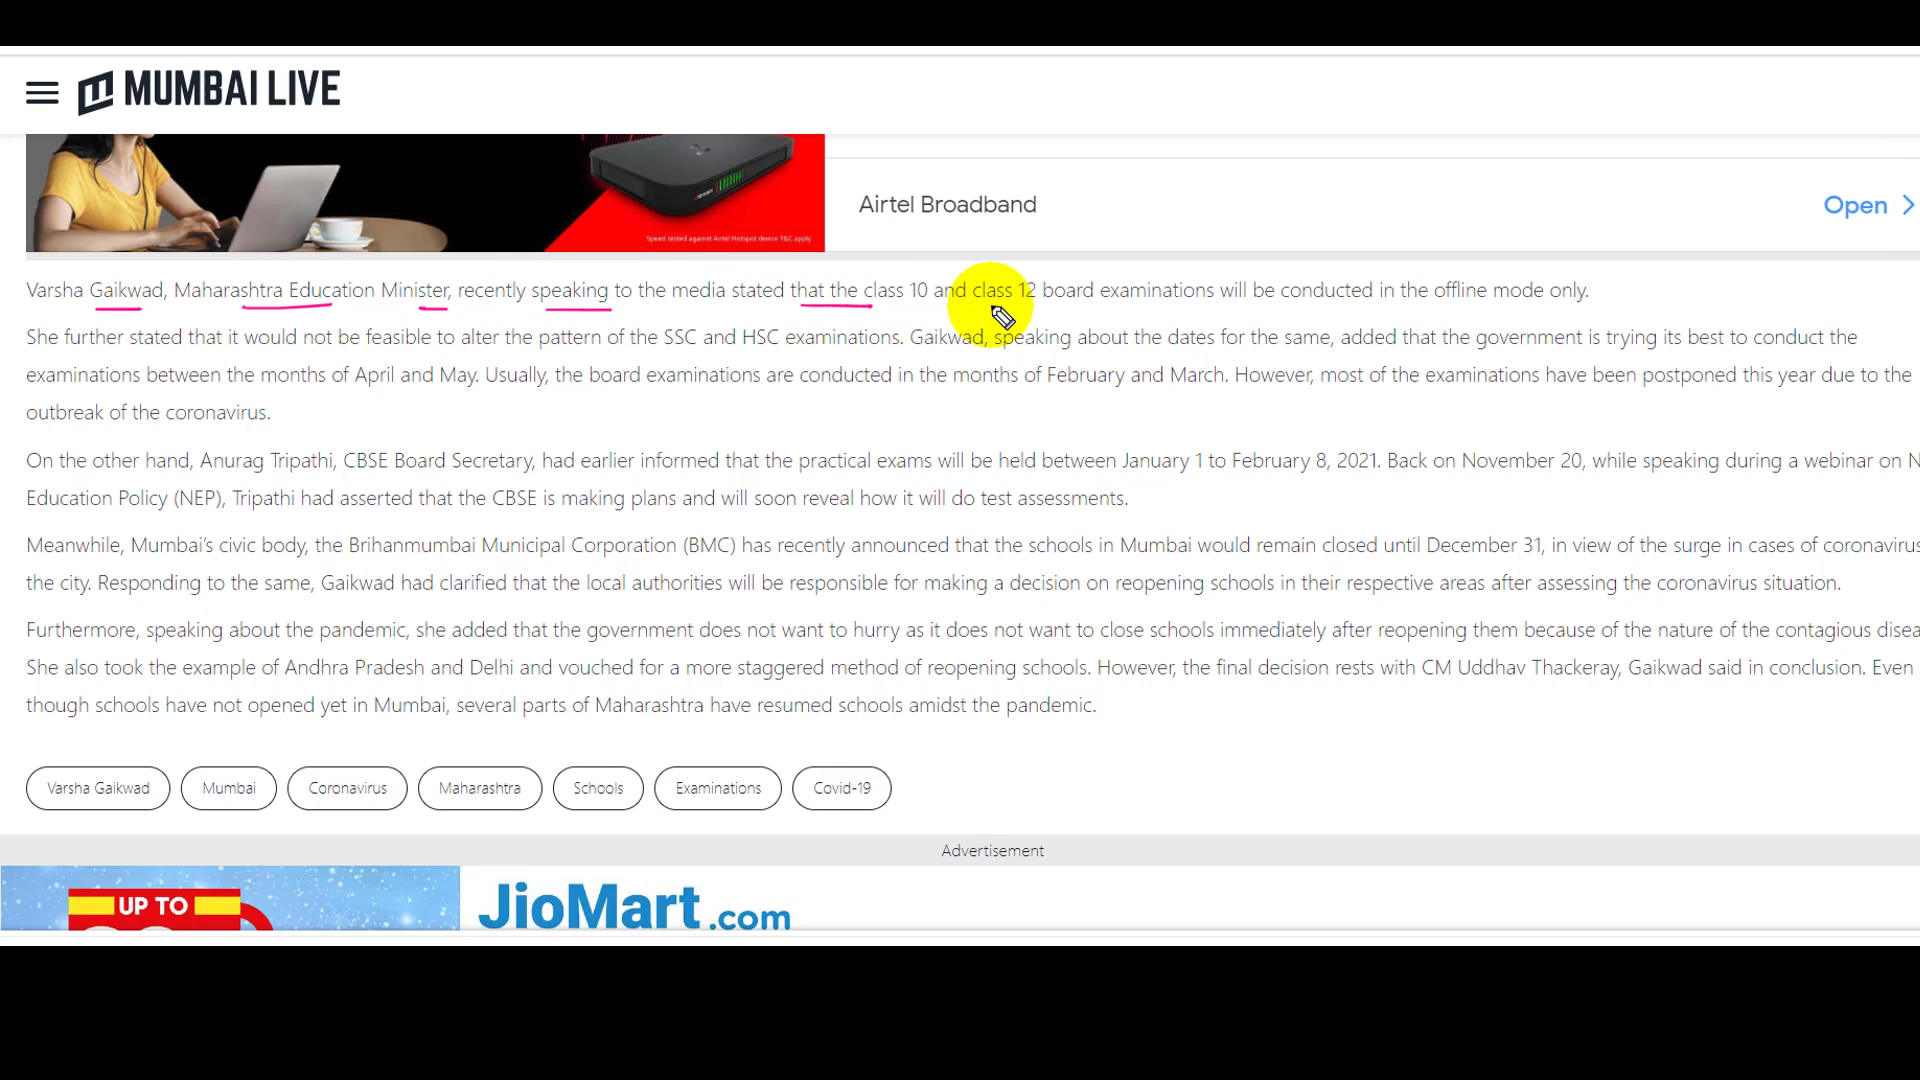 MUMBAI LIVE
Speed tested against Airtel Hotspot device T&C apply
Airtel Broadband
Open
Varsha Gaikwad, Maharashtra Education Minister, recently speaking to the media stated that the class 10 and class 12 board examinations will be conducted in the offline mode only.
She further stated that it would not be feasible to alter the pattern of the SSC and HSC examinations. Gaikwad, speaking about the dates for the same, added that the government is trying its best to conduct the
examinations between the months of April and May. Usually, the board examinations are conducted in the months of February and March. However, most of the examinations have been postponed this year due to the
outbreak of the coronavirus.
On the other hand, Anurag Tripathi, CBSE Board Secretary, had earlier informed that the practical exams will be held between January 1 to February 8, 2021. Back on November 20, while speaking during a webinar on N
Education Policy (NEP), Tripathi had asserted that the CBSE is making plans and will soon reveal how it will do test assessments.
Meanwhile, Mumbai’s civic body, the Brihanmumbai Municipal Corporation (BMC) has recently announced that the schools in Mumbai would remain closed until December 31, in view of the surge in cases of coronavirus
the city. Responding to the same, Gaikwad had clarified that the local authorities will be responsible for making a decision on reopening schools in their respective areas after assessing the coronavirus situation.
Furthermore, speaking about the pandemic, she added that the government does not want to hurry as it does not want to close schools immediately after reopening them because of the nature of the contagious disea
She also took the example of Andhra Pradesh and Delhi and vouched for a more staggered method of reopening schools. However, the final decision rests with CM Uddhav Thackeray, Gaikwad said in conclusion. Even
though schools have not opened yet in Mumbai, several parts of Maharashtra have resumed schools amidst the pandemic.
Varsha Gaikwad Mumbai Coronavirus Maharashtra Schools Examinations Covid-19
Advertisement
UP TO
JioMart.com